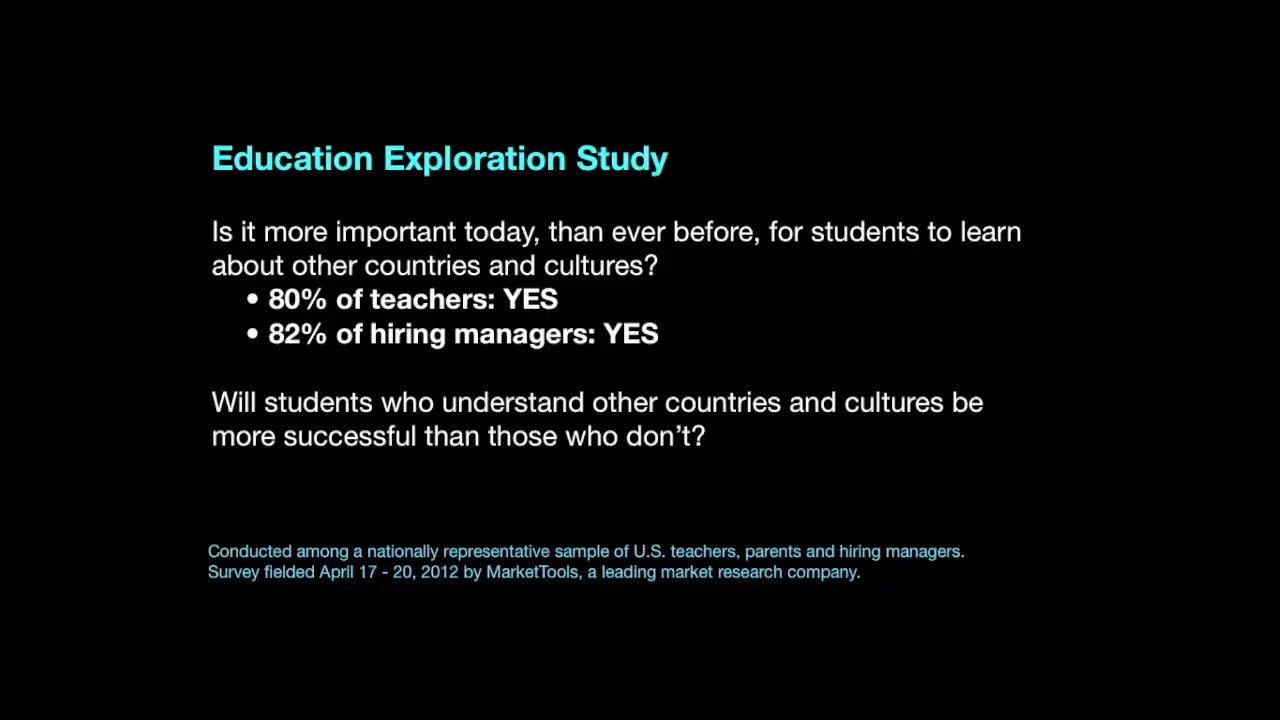 Education Exploration Study
Is it more important today, than ever before, for students to learn
about other countries and cultures?
• 80% of teachers: YES
• 82% of hiring managers: YES
Will students who understand other countries and cultures be
more successful than those who don’t?
Conducted among a nationally representative sample of U.S. teachers, parents and hiring managers.
Survey fielded April 17 - 20, 2012 by MarketTools, a leading market research company.